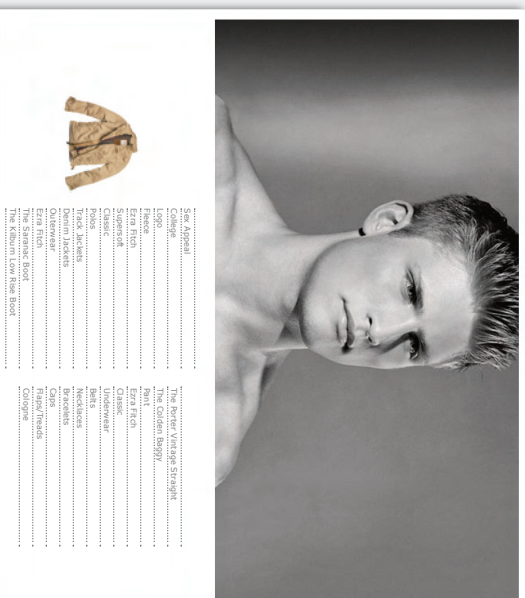 Sex Appeal
College
Logo
Fleece
Ezra Fitch
Supersoft
Classic
Polos
Track Jackets
Denim Jackets
Outerwear
Ezra Fitch
The Saranac Boot
The Kilburn Low Rise Boot
The Porter Vintage Straight
The Golden Baggy
Pant
Ezra Fitch
Classic
Underwear
Belts
Necklaces
Bracelets
Caps
Flaps/Treads
Cologne